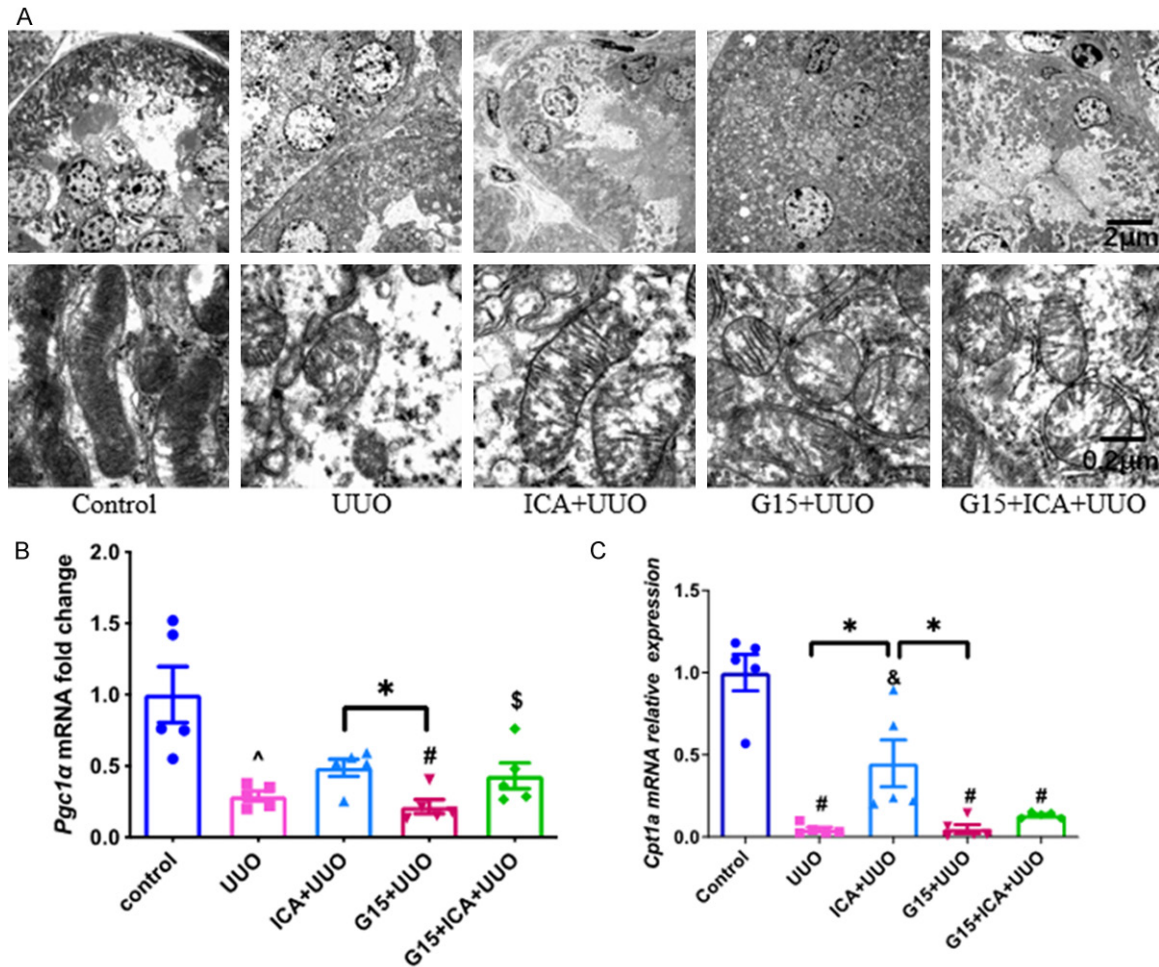 A
2μm
0.2μm
Control UUO ICA+UUO G15+UUO G15+ICA+UUO
B
Pgc1α mRNA fold change
2.0
1.5
1.0
0.5
0.0
*
^
#
$
control UUO ICA+UUO G15+UUO G15+ICA+UUO
C
Cpt1a mRNA relative expression
1.5
1.0
0.5
0.0
* *
&
# # #
Control UUO ICA+UUO G15+UUO G15+ICA+UUO